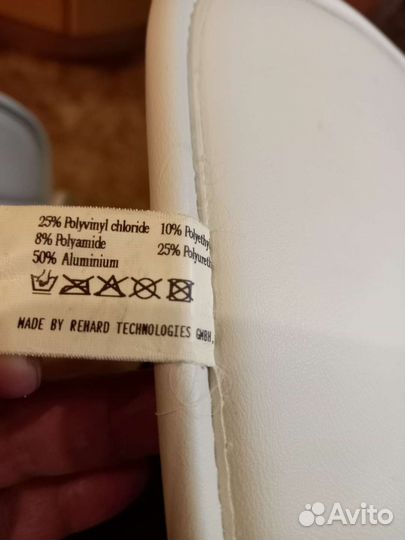 25% Polyvinyl chloride 10%
8% Polyamide 25%
50% Aluminium
MADE BY REHARD TECHNOLOGIES GMBH,
Avito